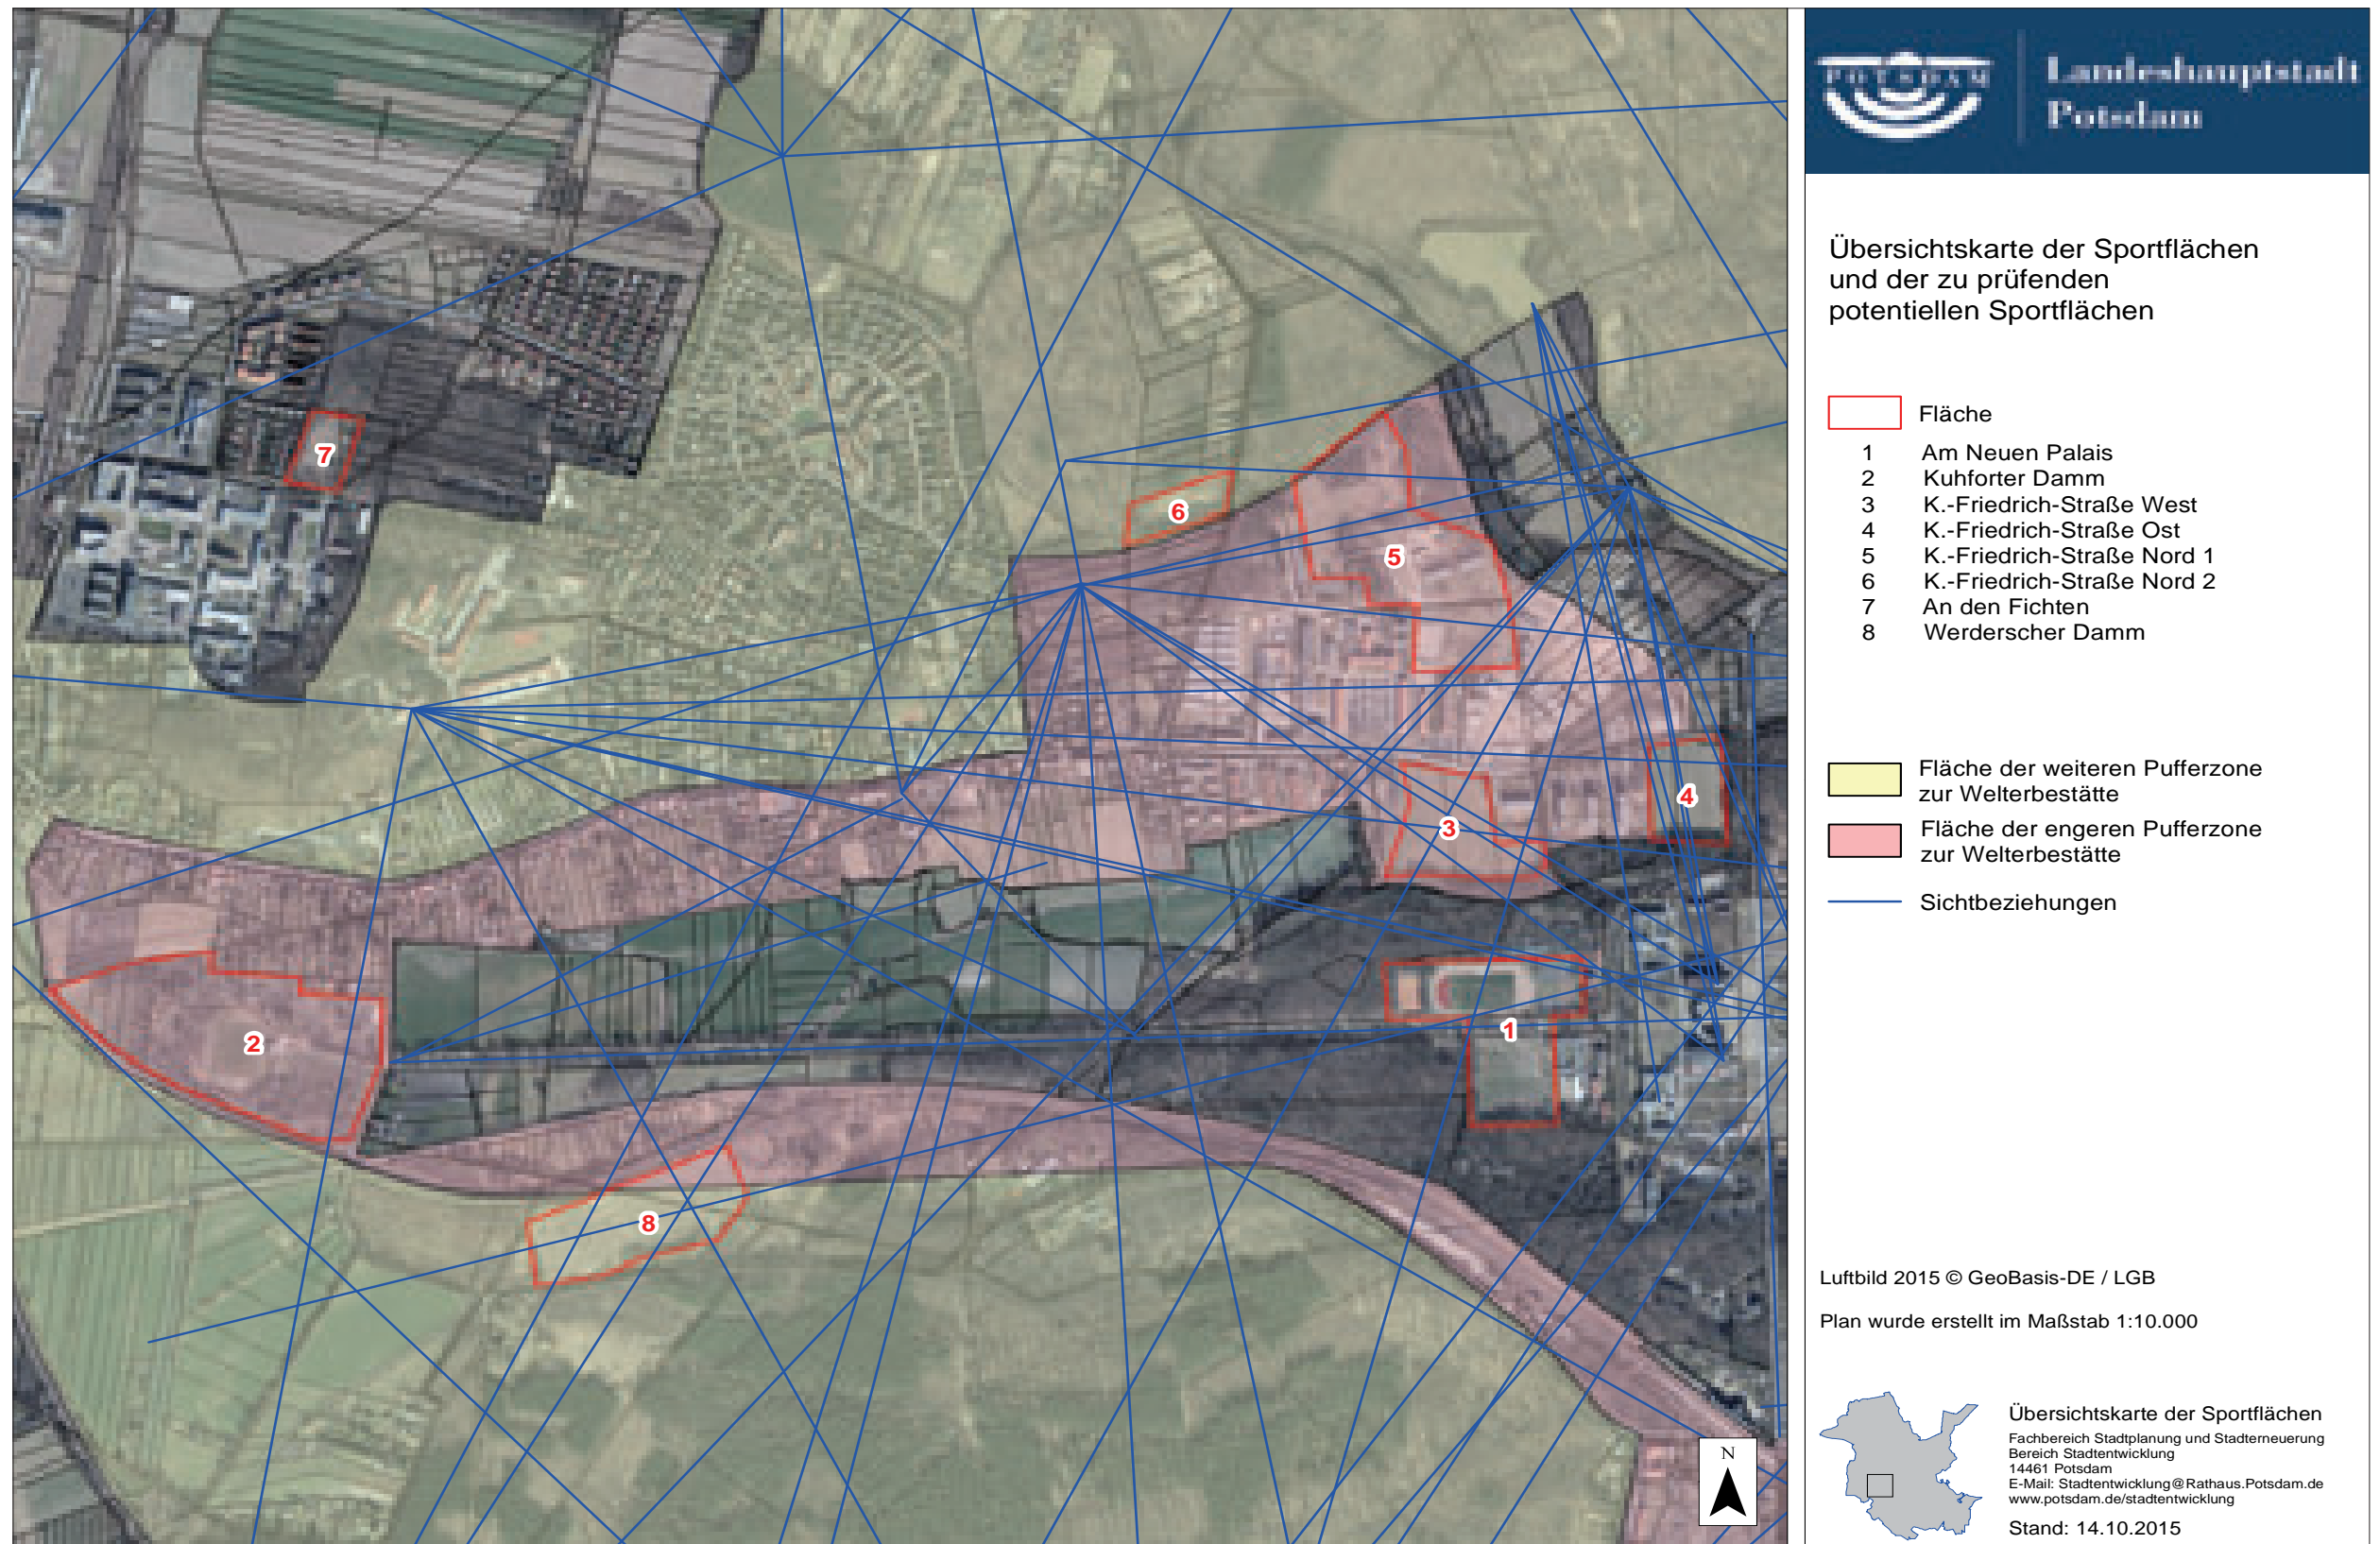 7
6
5
4
3
2
1
8
N
POTSDAM
Landeshauptstadt
Potsdam
Übersichtskarte der Sportflächen
und der zu prüfenden
potentiellen Sportflächen
Fläche
1 Am Neuen Palais
2 Kuhforter Damm
3 K.-Friedrich-Straße West
4 K.-Friedrich-Straße Ost
5 K.-Friedrich-Straße Nord 1
6 K.-Friedrich-Straße Nord 2
7 An den Fichten
8 Werderscher Damm
Fläche der weiteren Pufferzone
zur Welterbestätte
Fläche der engeren Pufferzone
zur Welterbestätte
Sichtbeziehungen
Luftbild 2015 © GeoBasis-DE / LGB
Plan wurde erstellt im Maßstab 1:10.000
Übersichtskarte der Sportflächen
Fachbereich Stadtplanung und Stadterneuerung
Bereich Stadtentwicklung
14461 Potsdam
E-Mail: Stadtentwicklung@Rathaus.Potsdam.de
www.potsdam.de/stadtentwicklung
Stand: 14.10.2015